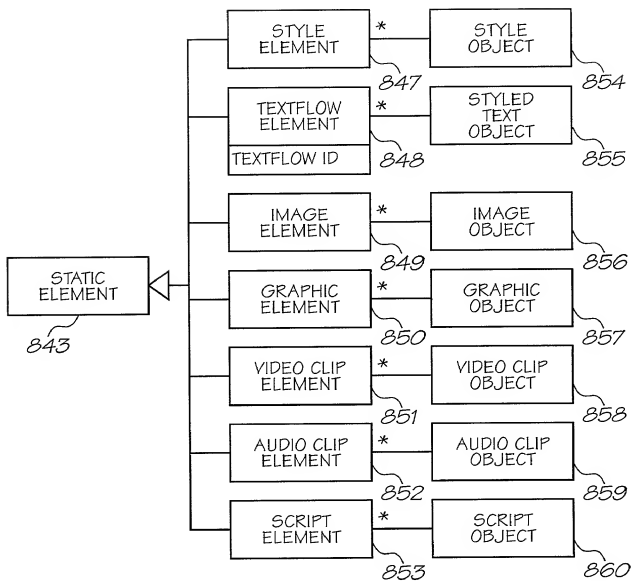 STYLE
ELEMENT
*
STYLE
OBJECT
847
854
TEXTFLOW
ELEMENT
*
STYLED
TEXT
OBJECT
TEXTFLOW ID
848
855
IMAGE
ELEMENT
*
IMAGE
OBJECT
849
856
STATIC
ELEMENT
843
GRAPHIC
ELEMENT
*
GRAPHIC
OBJECT
850
857
VIDEO CLIP
ELEMENT
*
VIDEO CLIP
OBJECT
851
858
AUDIO CLIP
ELEMENT
*
AUDIO CLIP
OBJECT
852
859
SCRIPT
ELEMENT
*
SCRIPT
OBJECT
853
860